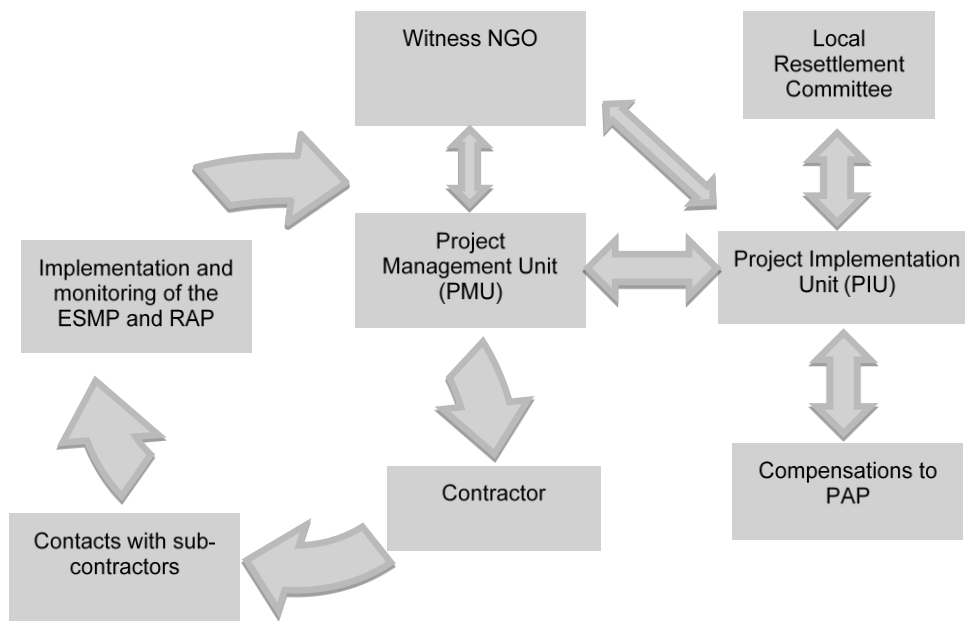 Witness NGO
Local
Resettlement
Committee
Project
Management Unit
(PMU)
Project Implementation
Unit (PIU)
Implementation and
monitoring of the
ESMP and RAP
Contractor
Compensations to
PAP
Contacts with sub-
contractors